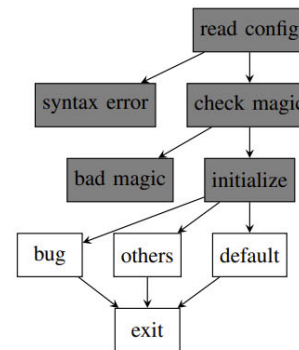 read config
syntax error
check magic
bad magic
initialize
bug
others
default
exit